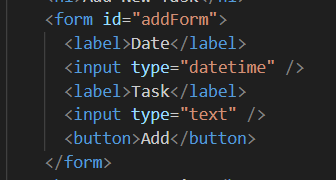 <form id="addForm">
<label>Date</label>
<input type="datetime" />
<label>Task</label>
<input type="text" />
<button>Add</button>
</form>